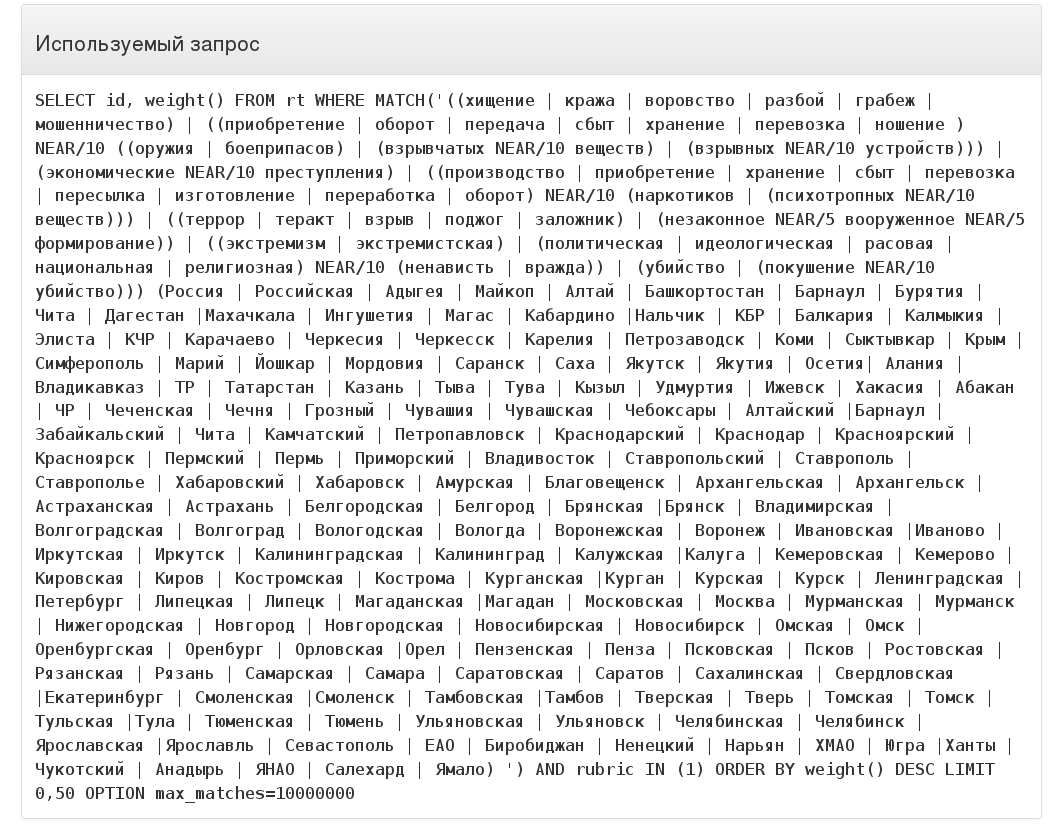 Используемый запрос
SELECT id, weight() FROM rt WHERE MATCH('((хищение | кража | воровство | разбой | грабеж |
мошенничество) | ((приобретение | оборот | передача | сбыт | хранение | перевозка | ношение )
NEAR/10 ((оружия | боеприпасов) | (взрывчатых NEAR/10 веществ) | (взрывных NEAR/10 устройств))) |
(экономические NEAR/10 преступления) | ((производство | приобретение | хранение | сбыт | перевозка
| пересылка | изготовление | переработка | оборот) NEAR/10 (наркотиков | (психотропных NEAR/10
веществ))) | ((террор | теракт | взрыв | поджог | заложник) | (незаконное NEAR/5 вооруженное NEAR/5
формирование)) | ((экстремизм | экстремистская) | (политическая | идеологическая | расовая |
национальная | религиозная) NEAR/10 (ненависть | вражда)) | (убийство | (покушение NEAR/10
убийство))) (Россия | Российская | Адыгея | Майкоп | Алтай | Башкортостан | Барнаул | Бурятия |
Чита | Дагестан |Махачкала | Ингушетия | Магас | Кабардино |Нальчик | КБР | Балкария | Калмыкия |
Элиста | КЧР | Карачаево | Черкесия | Черкесск | Карелия | Петрозаводск | Коми | Сыктывкар | Крым |
Симферополь | Марий | Йошкар | Мордовия | Саранск | Саха | Якутск | Якутия | Осетия| Алания |
Владикавказ | ТР | Татарстан | Казань | Тыва | Тува | Кызыл | Удмуртия | Ижевск | Хакасия | Абакан
| ЧР | Чеченская | Чечня | Грозный | Чувашия | Чувашская | Чебоксары | Алтайский |Барнаул |
Забайкальский | Чита | Камчатский | Петропавловск | Краснодарский | Краснодар | Красноярский |
Красноярск | Пермский | Пермь | Приморский | Владивосток | Ставропольский | Ставрополь |
Ставрополье | Хабаровский | Хабаровск | Амурская | Благовещенск | Архангельская | Архангельск |
Астраханская | Астрахань | Белгородская | Белгород | Брянская |Брянск | Владимирская |
Волгоградская | Волгоград | Вологодская | Вологда | Воронежская | Воронеж | Ивановская |Иваново |
Иркутская | Иркутск | Калининградская | Калининград | Калужская |Калуга | Кемеровская | Кемерово |
Кировская | Киров | Костромская | Кострома | Курганская |Курган | Курская | Курск | Ленинградская |
Петербург | Липецкая | Липецк | Магаданская |Магадан | Московская | Москва | Мурманская | Мурманск
| Нижегородская | Новгород | Новгородская | Новосибирская | Новосибирск | Омская | Омск |
Оренбургская | Оренбург | Орловская |Орел | Пензенская | Пенза | Псковская | Псков | Ростовская |
Рязанская | Рязань | Самарская | Самара | Саратовская | Саратов | Сахалинская | Свердловская
|Екатеринбург | Смоленская |Смоленск | Тамбовская |Тамбов | Тверская | Тверь | Томская | Томск |
Тульская |Тула | Тюменская | Тюмень | Ульяновская | Ульяновск | Челябинская | Челябинск |
Ярославская |Ярославль | Севастополь | ЕАО | Биробиджан | Ненецкий | Нарьян | ХМАО | Югра |Ханты |
Чукотский | Анадырь | ЯНАО | Салехард | Ямало) ') AND rubric IN (1) ORDER BY weight() DESC LIMIT
0,50 OPTION max_matches=10000000